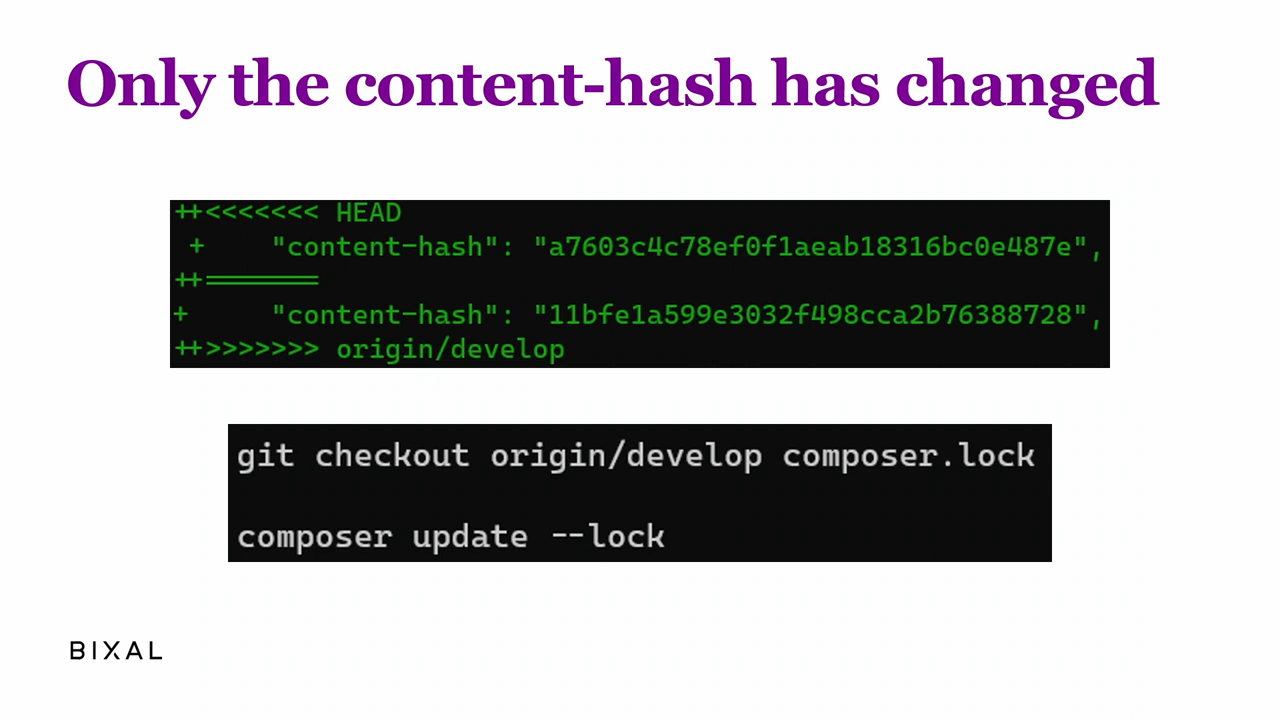 Only the content-hash has changed
++<<<<<<< HEAD
 +    "content-hash": "a7603c4c78ef0f1aeab18316bc0e487e",
++=======
+     "content-hash": "11bfe1a599e3032f498cca2b76388728",
++>>>>>>> origin/develop
git checkout origin/develop composer.lock
composer update --lock
BIXAL